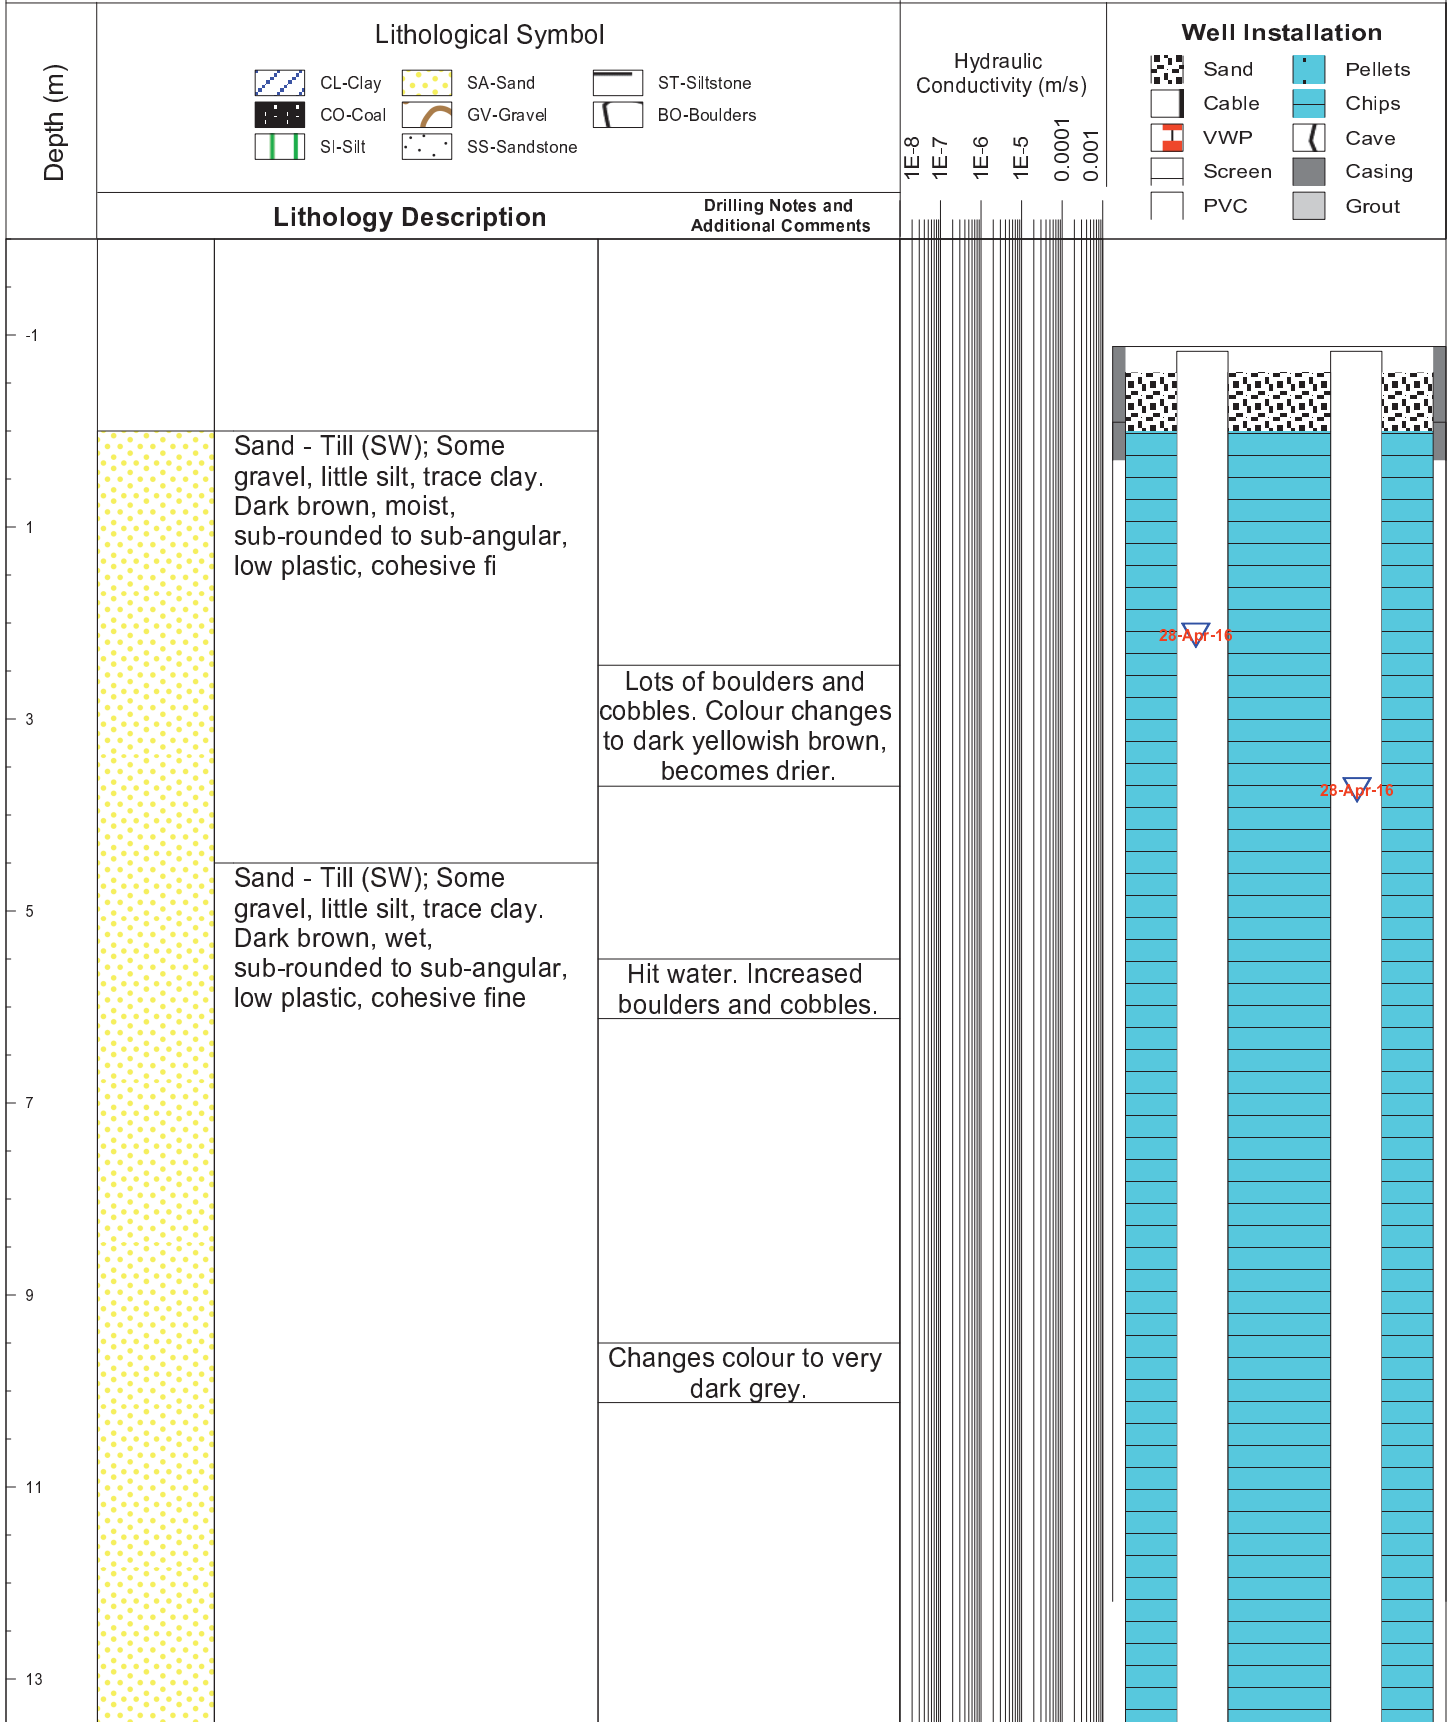 Depth (m)
Lithological Symbol
CL-Clay
SA-Sand
ST-Siltstone
CO-Coal
GV-Gravel
BO-Boulders
SI-Silt
SS-Sandstone
Lithology Description
Drilling Notes and
Additional Comments
Hydraulic
Conductivity (m/s)
1E-8
1E-7
1E-6
1E-5
0.0001
0.001
Well Installation
Sand
Pellets
Cable
Chips
VWP
Cave
Screen
Casing
PVC
Grout
-1
Sand - Till (SW); Some
gravel, little silt, trace clay.
Dark brown, moist,
sub-rounded to sub-angular,
low plastic, cohesive fi
1
28-Apr-16
Lots of boulders and
cobbles. Colour changes
to dark yellowish brown,
becomes drier.
3
28-Apr-16
Sand - Till (SW); Some
gravel, little silt, trace clay.
Dark brown, wet,
sub-rounded to sub-angular,
low plastic, cohesive fine
5
Hit water. Increased
boulders and cobbles.
7
9
Changes colour to very
dark grey.
11
13